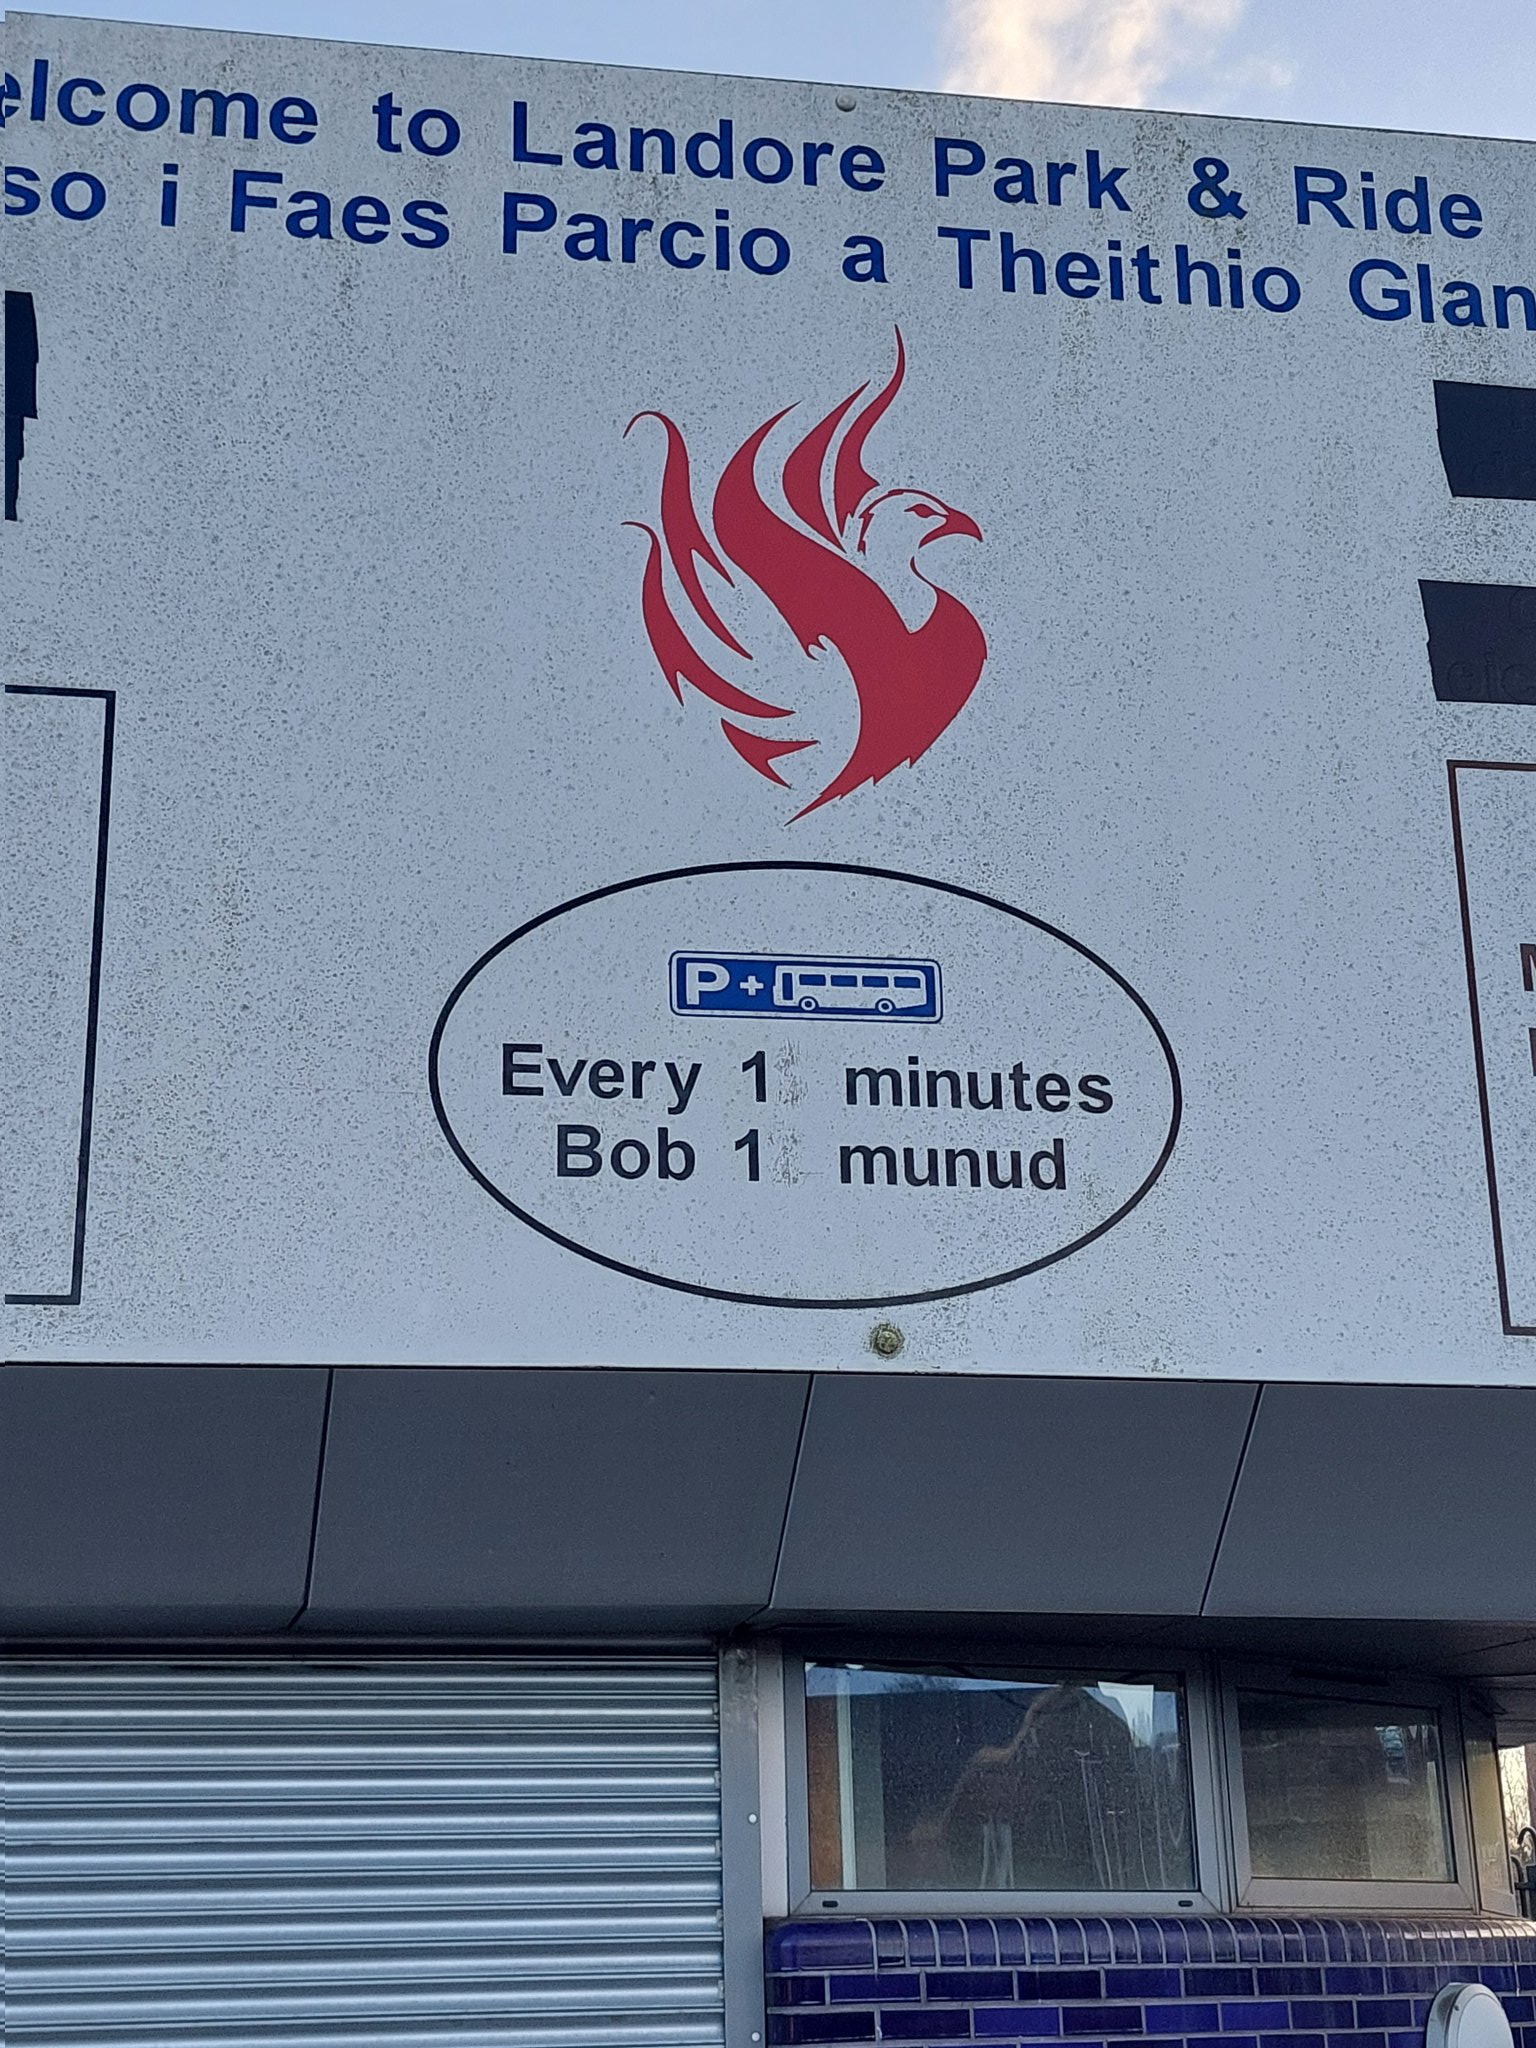 elcome to Landore Park & Ride
so i Faes Parcio a Theithio Glan
P+
Every 1 minutes
Bob 1 munud